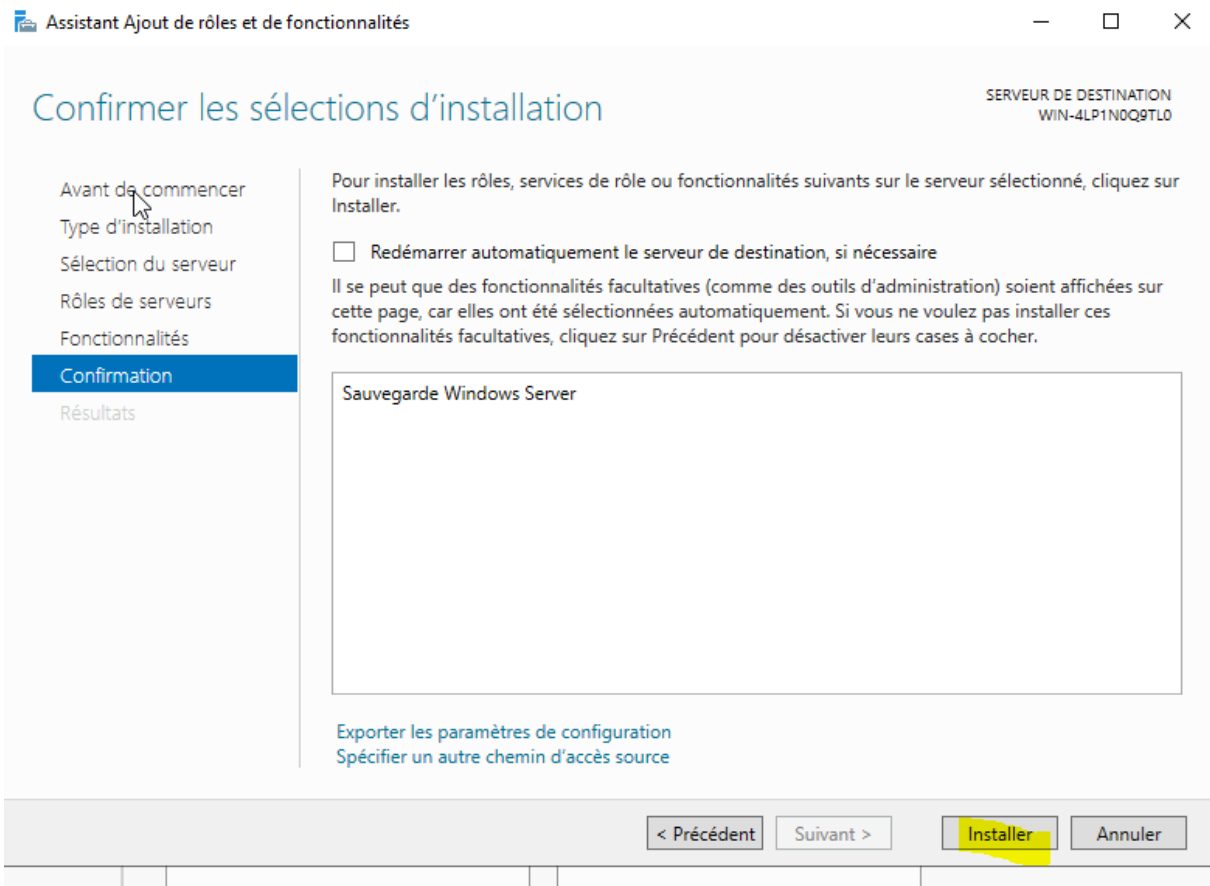 Assistant Ajout de rôles et de fonctionnalités
Confirmer les sélections d’installation
SERVEUR DE DESTINATION
WIN-4LP1N0Q9TL0
Avant de commencer
Type d’installation
Sélection du serveur
Rôles de serveurs
Fonctionnalités
Confirmation
Résultats
Pour installer les rôles, services de rôle ou fonctionnalités suivants sur le serveur sélectionné, cliquez sur
Installer.
Redémarrer automatiquement le serveur de destination, si nécessaire
Il se peut que des fonctionnalités facultatives (comme des outils d’administration) soient affichées sur
cette page, car elles ont été sélectionnées automatiquement. Si vous ne voulez pas installer ces
fonctionnalités facultatives, cliquez sur Précédent pour désactiver leurs cases à cocher.
Sauvegarde Windows Server
Exporter les paramètres de configuration
Spécifier un autre chemin d’accès source
< Précédent
Suivant >
Installer
Annuler